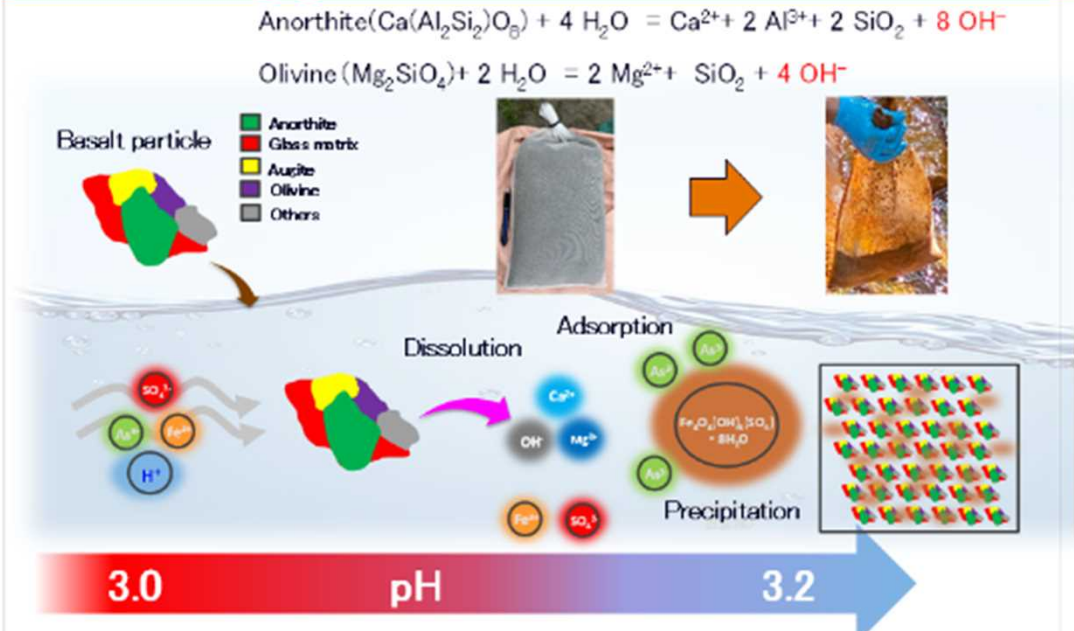 Anorthite(Ca(Al₂Si₂)O₈) + 4 H₂O = Ca²⁺+ 2 Al³⁺+ 2 SiO₂ + 8 OH⁻
Olivine (Mg₂SiO₄)+ 2 H₂O = 2 Mg²⁺+ SiO₂ + 4 OH⁻
Basalt particle
Anorthite
Glass matrix
Augite
Olivine
Others
Dissolution
Adsorption
H⁺
Ca²⁺
OH⁻
Mg²⁺
Precipitation
3.0 pH 3.2